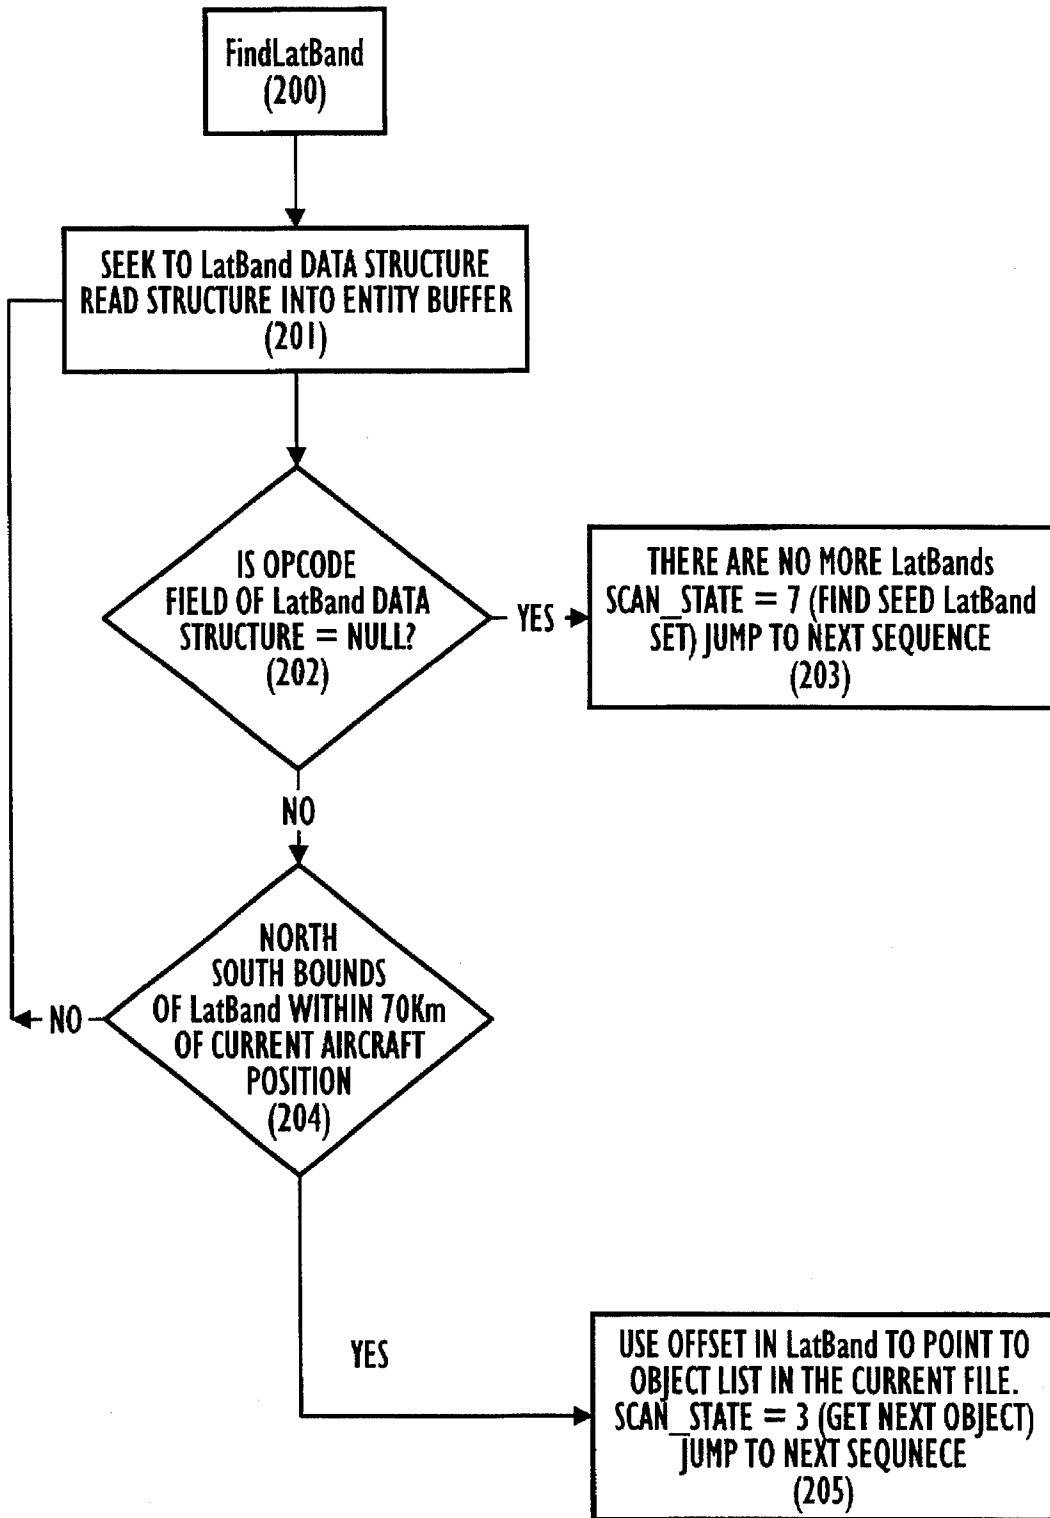 FindLatBand
(200)
SEEK TO LatBand DATA STRUCTURE
READ STRUCTURE INTO ENTITY BUFFER
(201)
IS OPCODE
FIELD OF LatBand DATA
STRUCTURE = NULL?
(202)
YES
THERE ARE NO MORE LatBands
SCAN_STATE = 7 (FIND SEED LatBand
SET) JUMP TO NEXT SEQUENCE
(203)
NO
NORTH
SOUTH BOUNDS
OF LatBand WITHIN 70Km
OF CURRENT AIRCRAFT
POSITION
(204)
NO
YES
USE OFFSET IN LatBand TO POINT TO
OBJECT LIST IN THE CURRENT FILE.
SCAN_STATE = 3 (GET NEXT OBJECT)
JUMP TO NEXT SEQUNECE
(205)